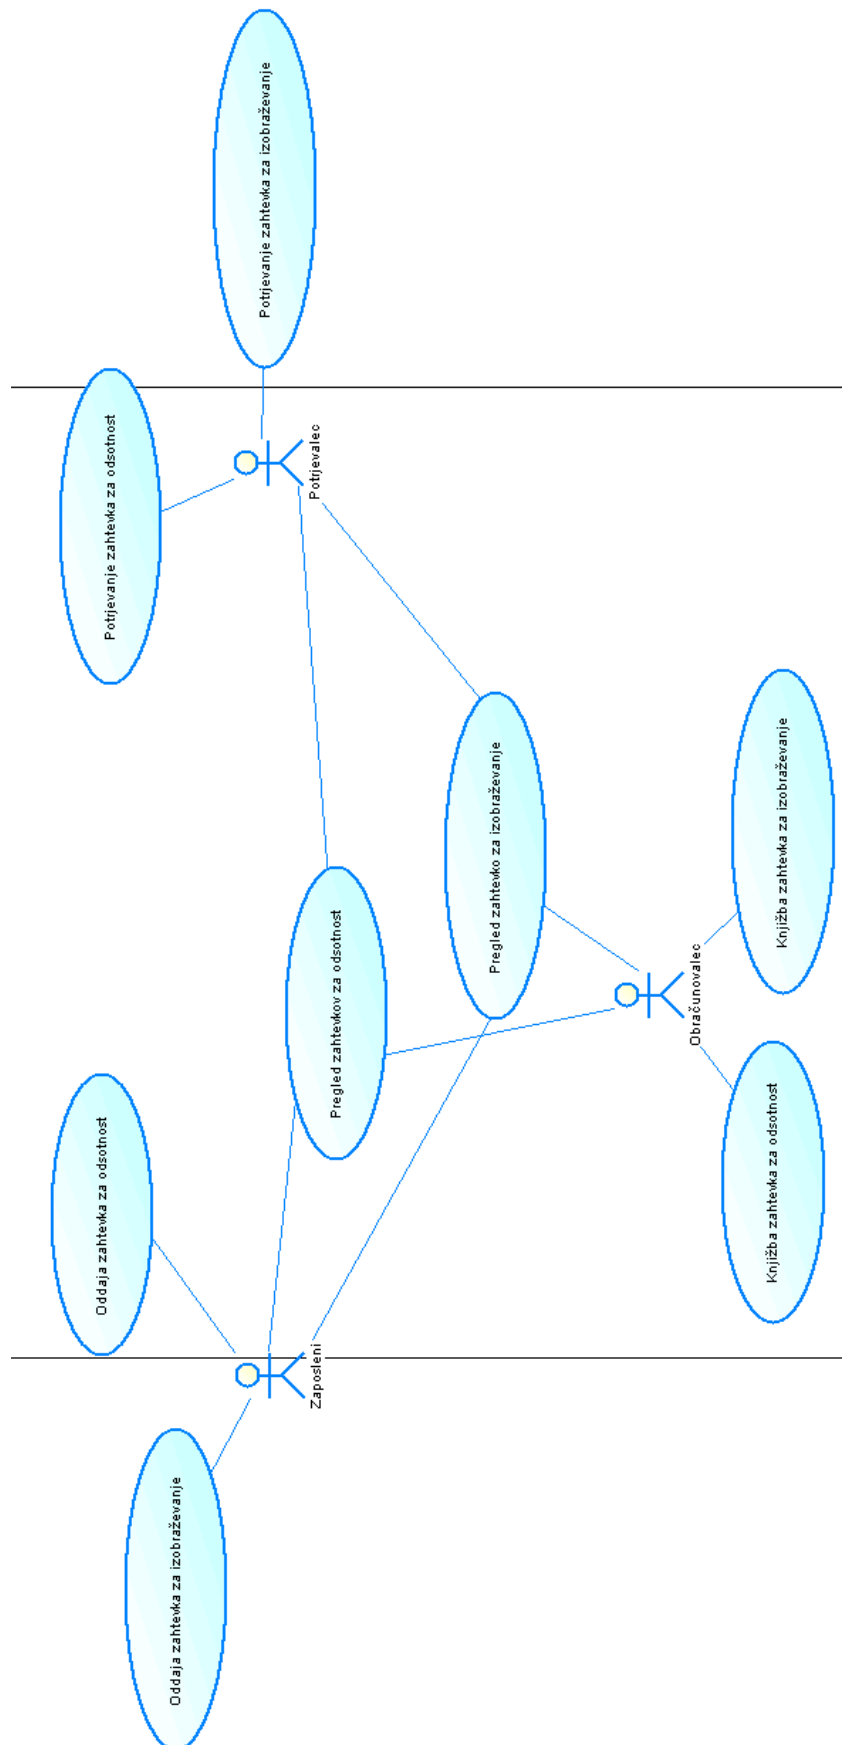 Oddaja zahtevka za odsotnost
Potrjevanje zahtevka za odsotnost
Oddaja zahtevka za izobraževanje
Potrjevanje zahtevka za izobraževanje
Zaposleni
Potrjevalec
Pregled zahtevkov za odsotnost
Pregled zahtevko za izobraževanje
Obračunovalec
Knjižba zahtevka za odsotnost
Knjižba zahtevka za izobraževanje